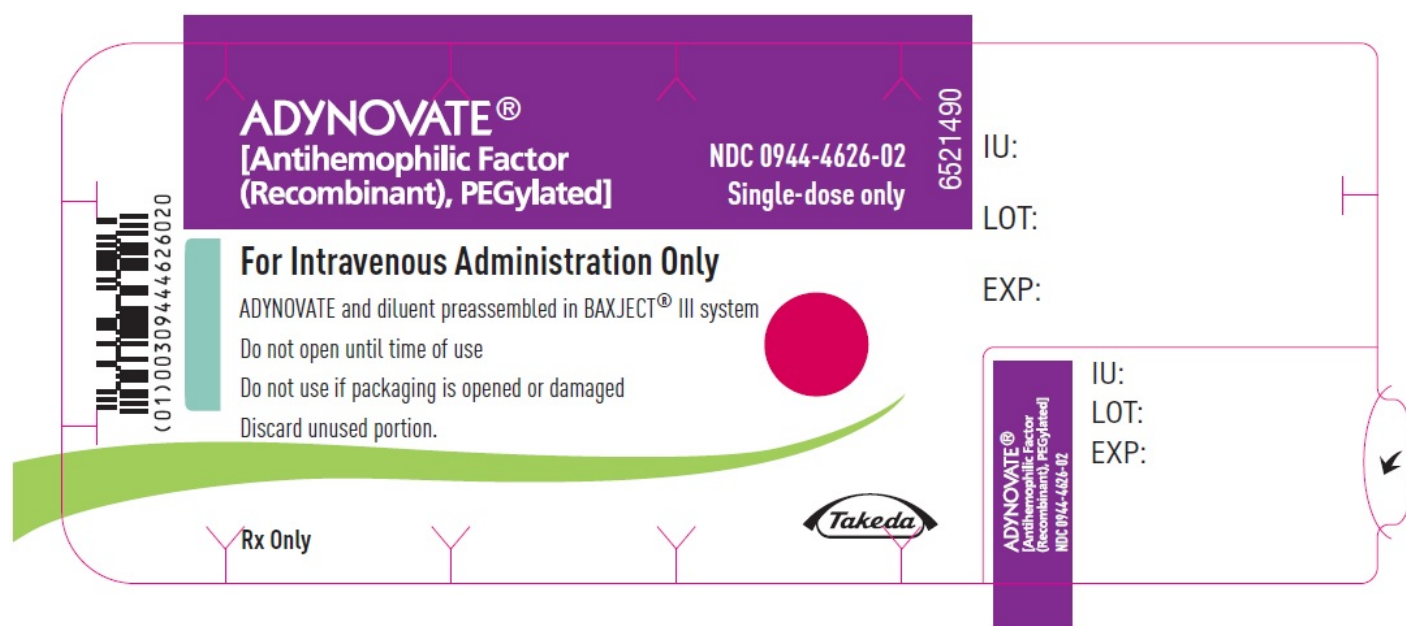 ADYNOVATE®
[Antihemophilic Factor
(Recombinant), PEGylated]
NDC 0944-4626-02
Single-dose only
6521490
(01)00309444626020
For Intravenous Administration Only
ADYNOVATE and diluent preassembled in BAXJECT® III system
Do not open until time of use
Do not use if packaging is opened or damaged
Discard unused portion.
Rx Only
Takeda
IU:
LOT:
EXP:
ADYNOVATE®
[Antihemophilic Factor
(Recombinant), PEGylated]
NDC 0944-4626-02
IU:
LOT:
EXP: